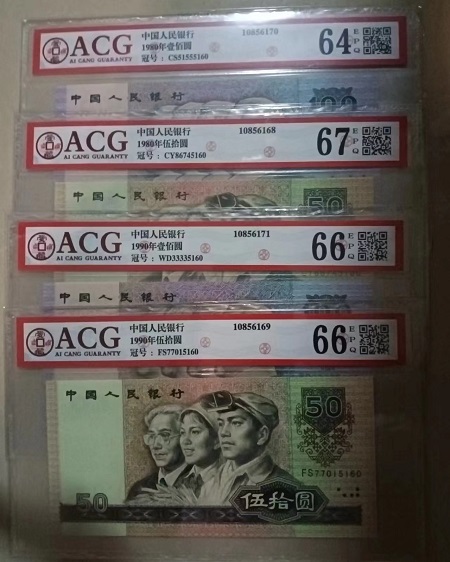 ACG
AI CANG GUARANTY
中国人民银行
1980年壹佰圆
冠号：CS51555160
10856170
64
EPQ
中国人民银行
ACG
AI CANG GUARANTY
中国人民银行
1980年伍拾圆
冠号：CY86745160
10856168
67
EPQ
中国人民银行
50
ACG
AI CANG GUARANTY
中国人民银行
1990年壹佰圆
冠号：WD33335160
10856171
66
EPQ
中国人民银行
ACG
AI CANG GUARANTY
中国人民银行
1990年伍拾圆
冠号：FS77015160
10856169
66
EPQ
中国人民银行
50
FS77015160
50
伍拾圆